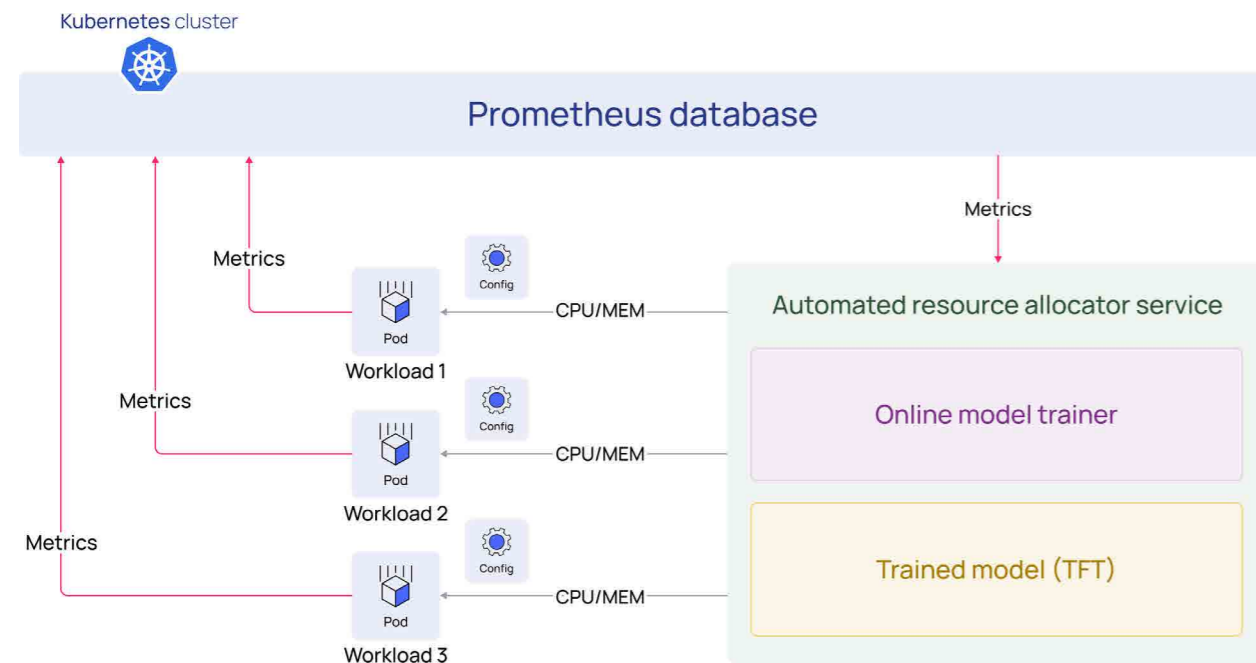 Kubernetes cluster
Prometheus database
Metrics
Metrics
Config
Pod
CPU/MEM
Workload 1
Automated resource allocator service
Metrics
Config
Pod
CPU/MEM
Workload 2
Online model trainer
Metrics
Config
Pod
CPU/MEM
Workload 3
Trained model (TFT)